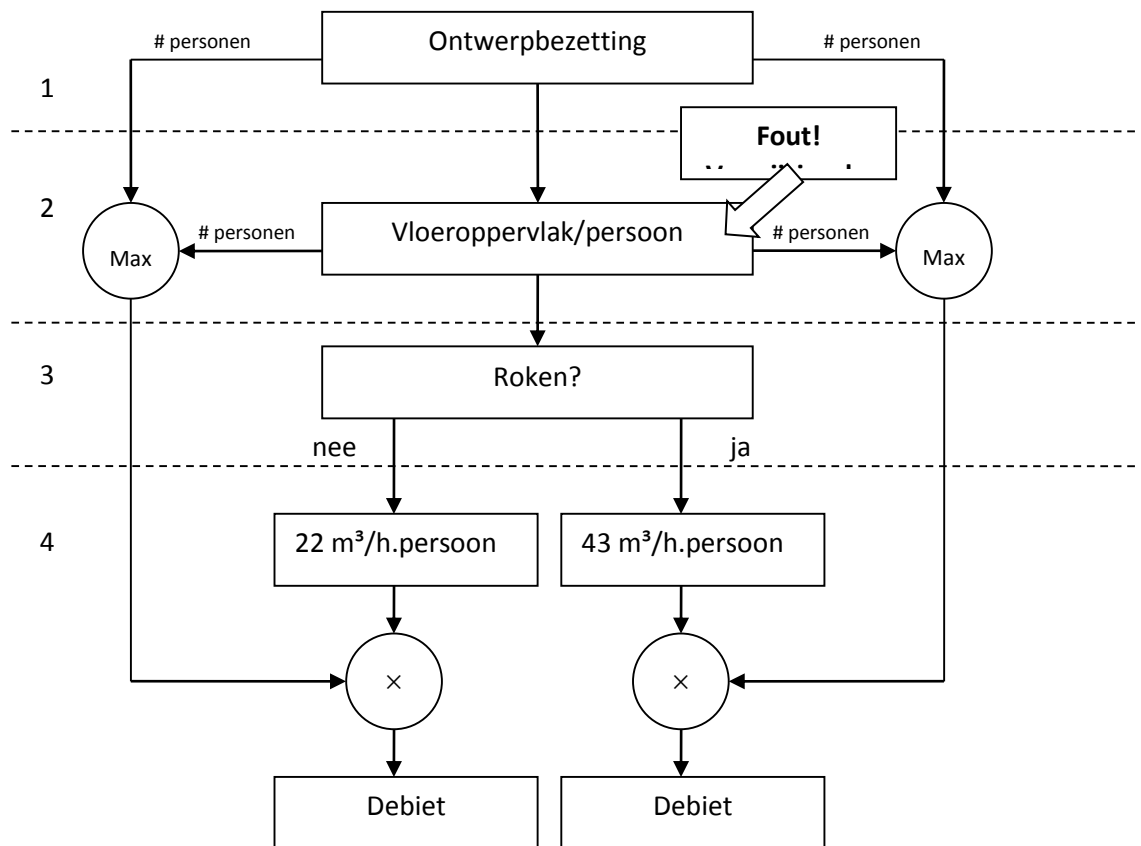 # personen
Ontwerpbezetting
# personen
1
Fout!
2
Max
# personen
Vloeroppervlak/persoon
# personen
Max
3
Roken?
nee
ja
4
22 m³/h.persoon
43 m³/h.persoon
×
×
Debiet
Debiet